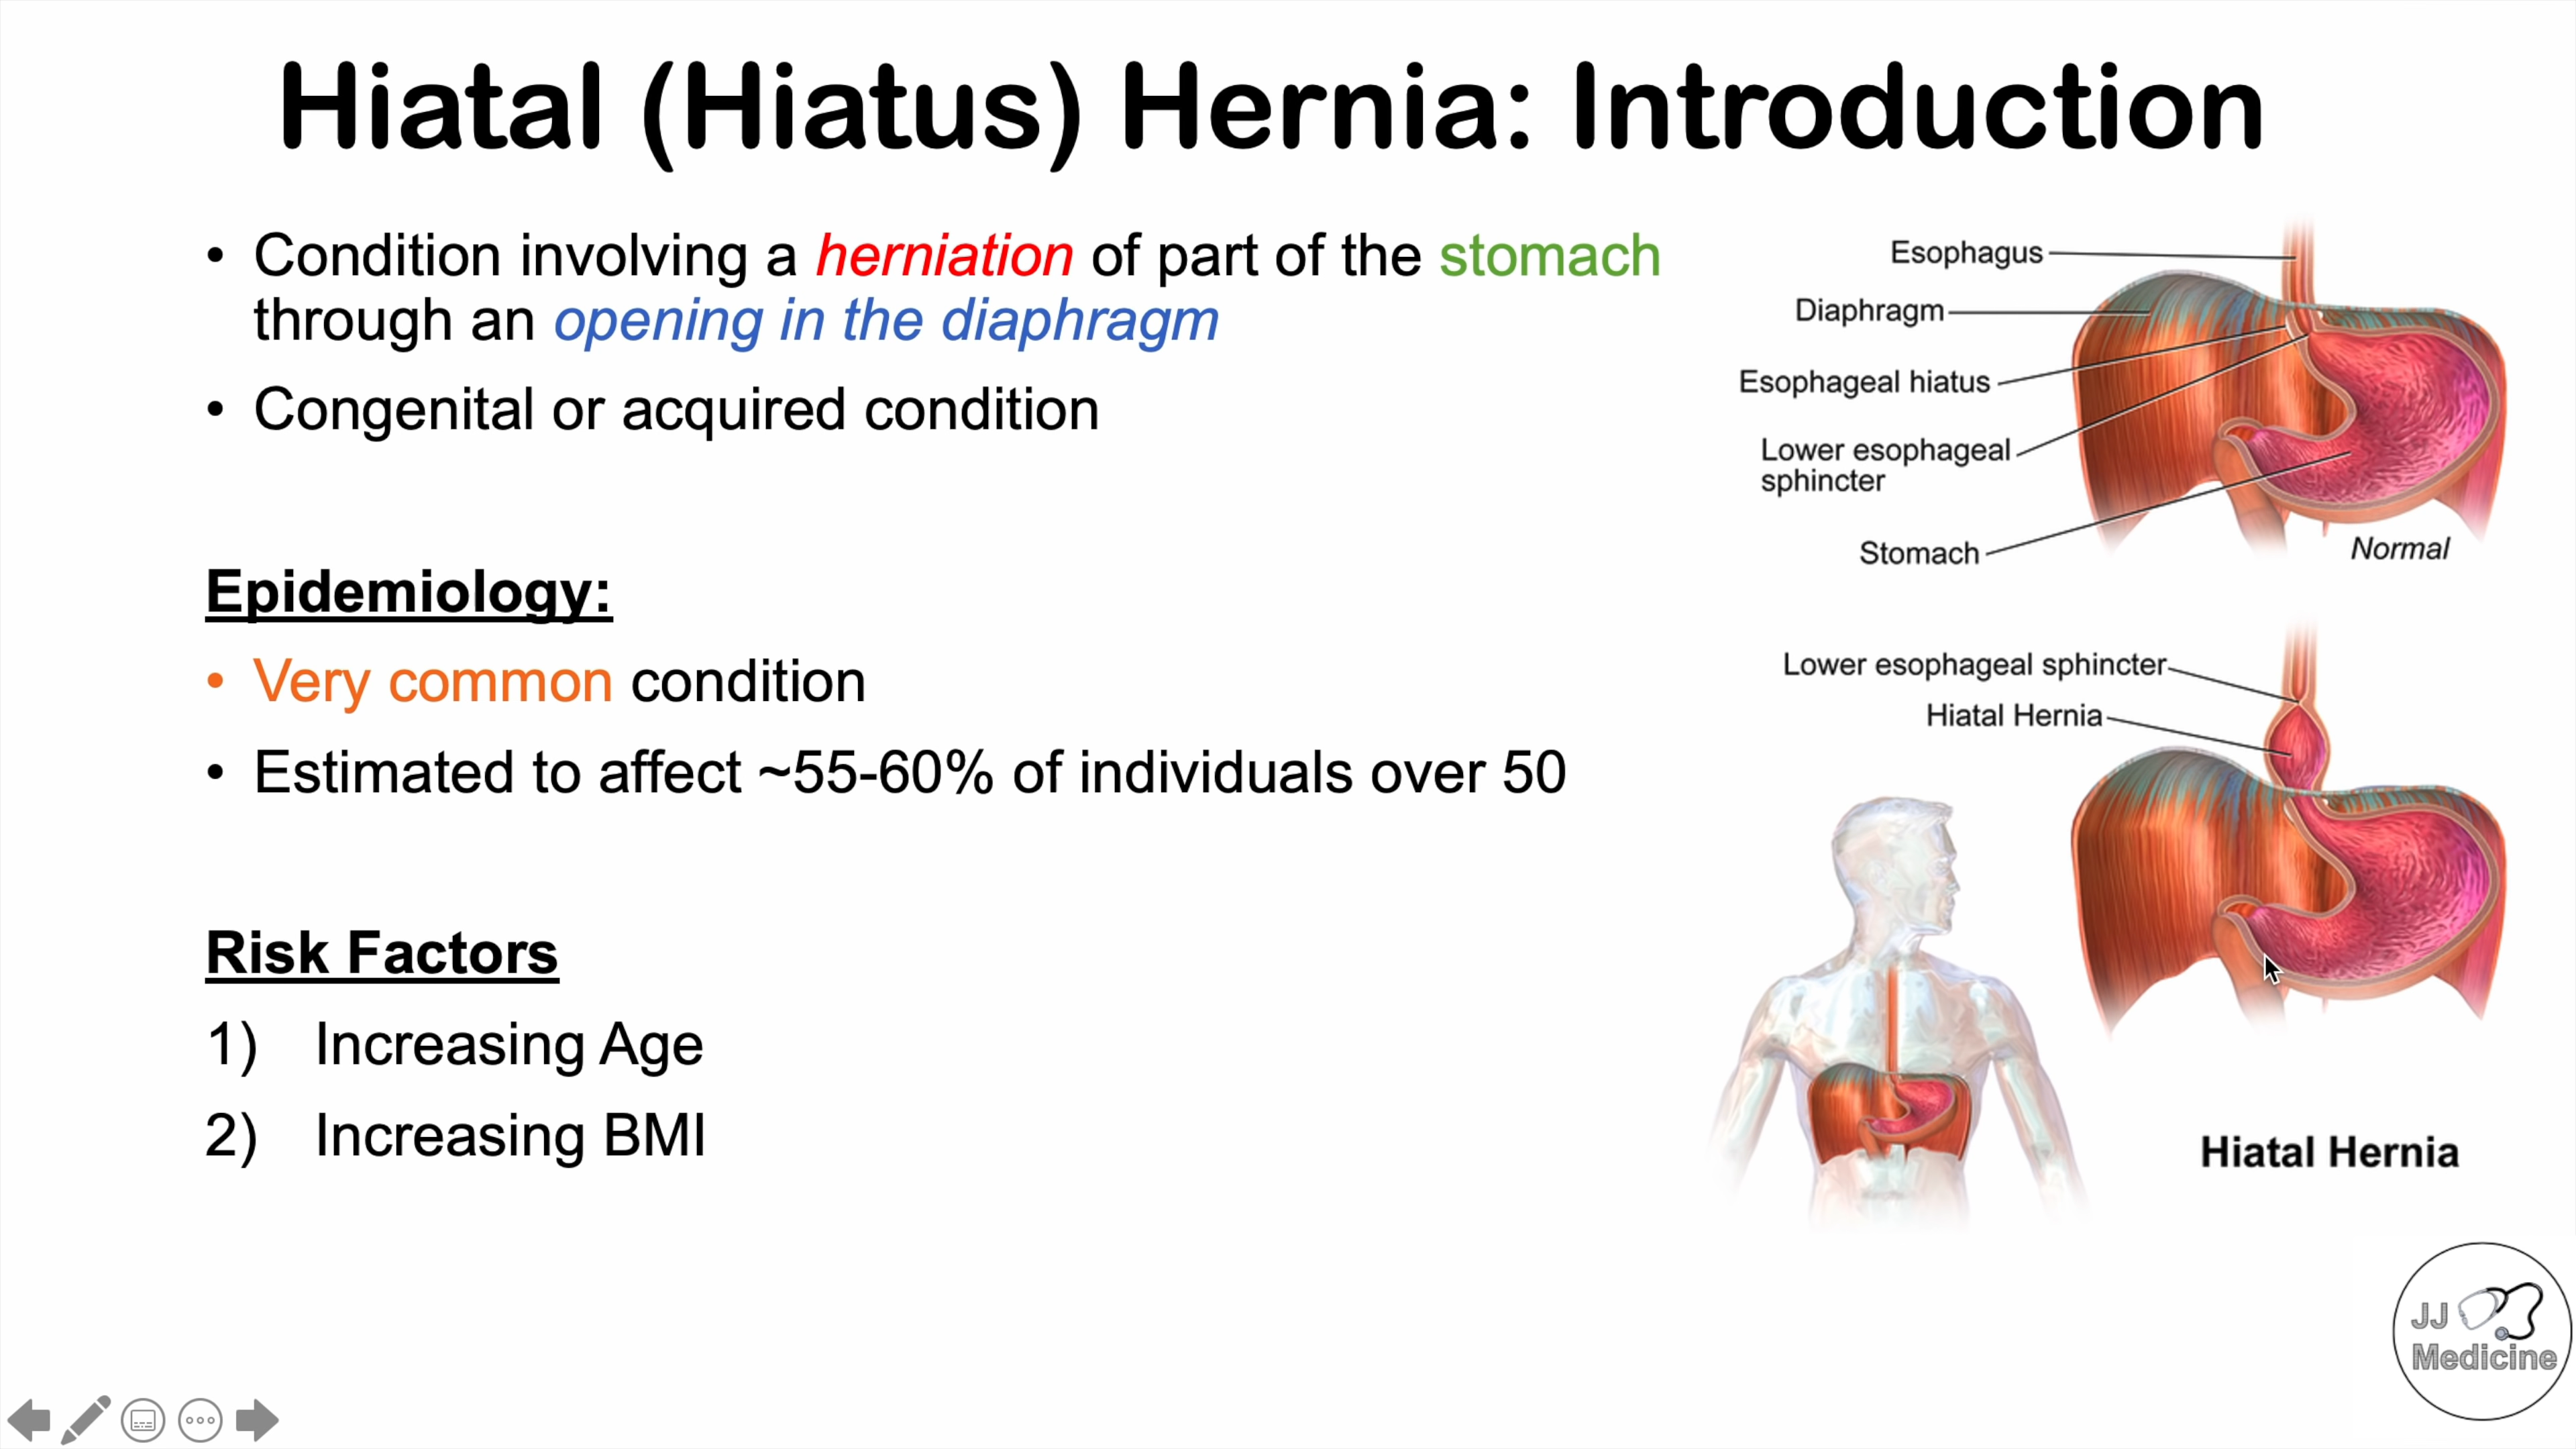 Hiatal (Hiatus) Hernia: Introduction
• Condition involving a herniation of part of the stomach
through an opening in the diaphragm
• Congenital or acquired condition
Epidemiology:
• Very common condition
• Estimated to affect ~55-60% of individuals over 50
Risk Factors
1) Increasing Age
2) Increasing BMI
Esophagus
Diaphragm
Esophageal hiatus
Lower esophageal
sphincter
Stomach
Normal
Lower esophageal sphincter
Hiatal Hernia
Hiatal Hernia
JJ
Medicine